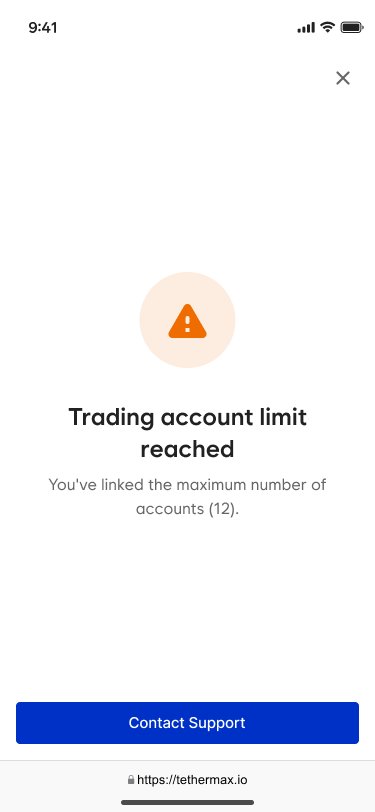 9:41
Trading account limit
reached
You've linked the maximum number of
accounts (12).
Contact Support
https://tethermax.io